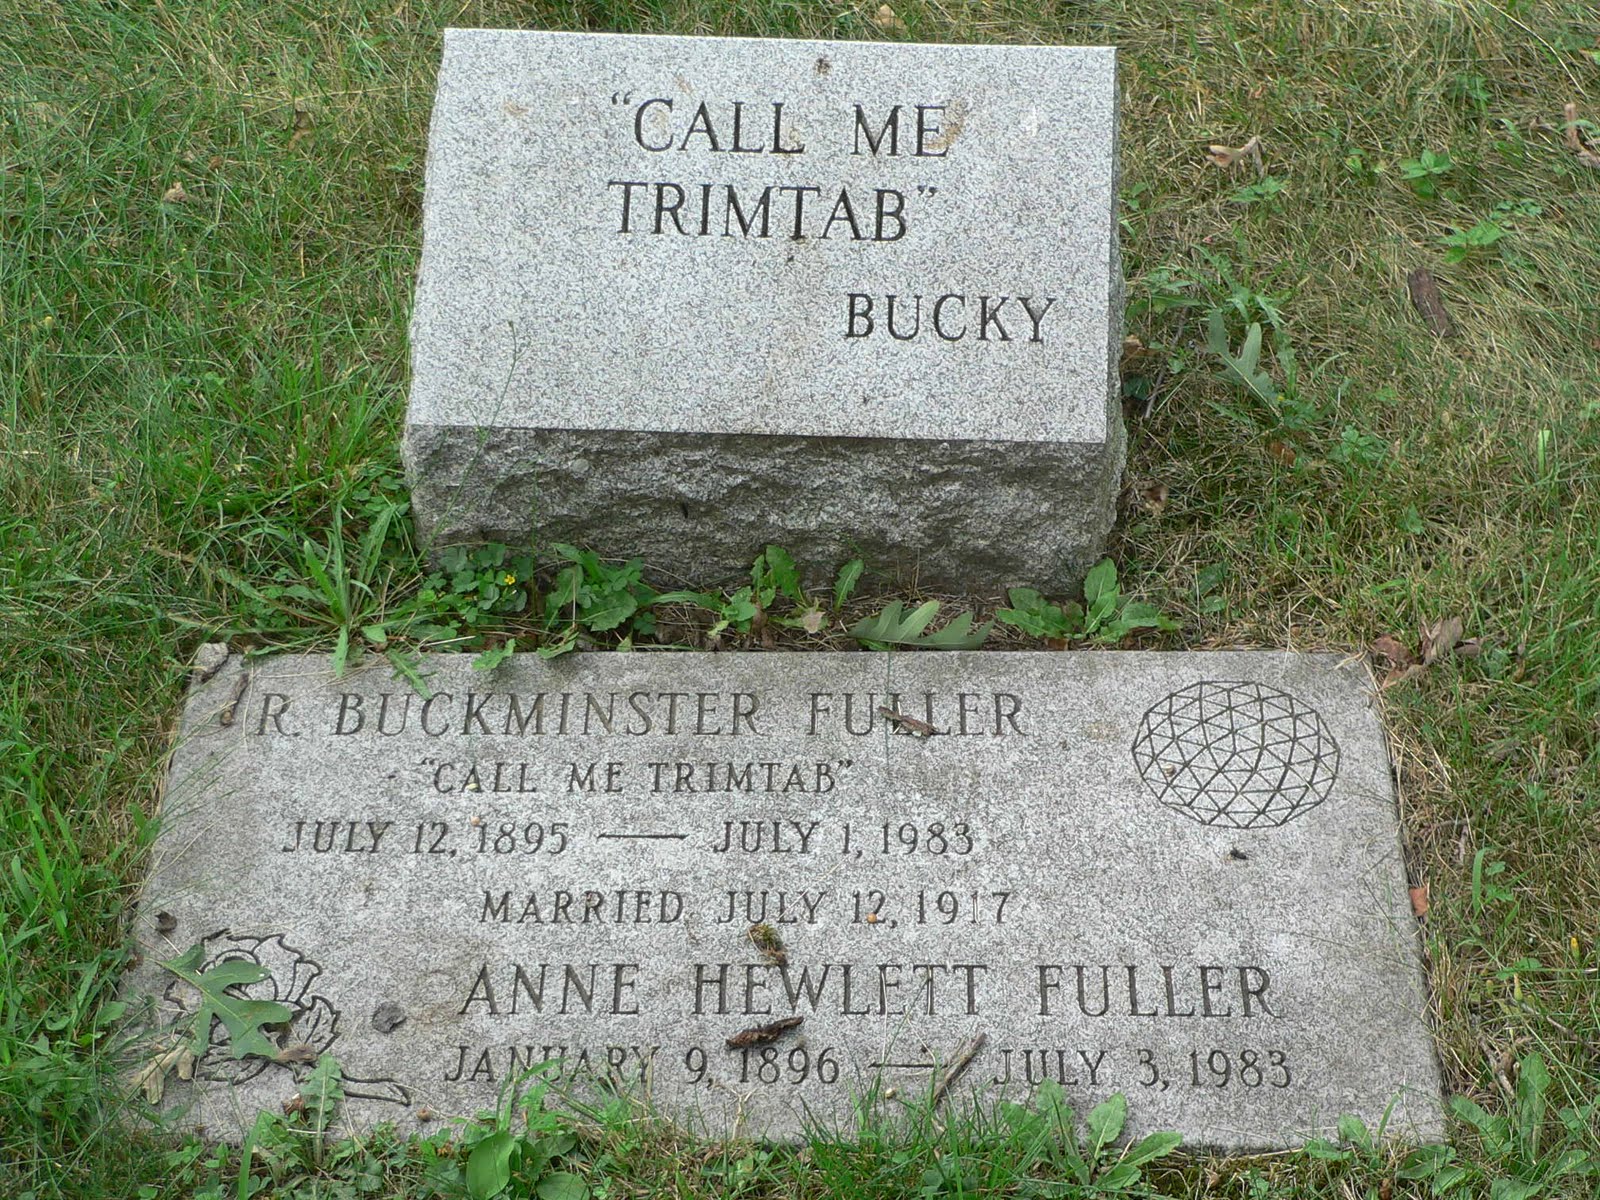 "CALL ME
TRIMTAB"
BUCKY
R. BUCKMINSTER FULLER
"CALL ME TRIMTAB"
JULY 12, 1895 — JULY 1, 1983
MARRIED JULY 12, 1917
ANNE HEWLETT FULLER
JANUARY 9, 1896 — JULY 3, 1983